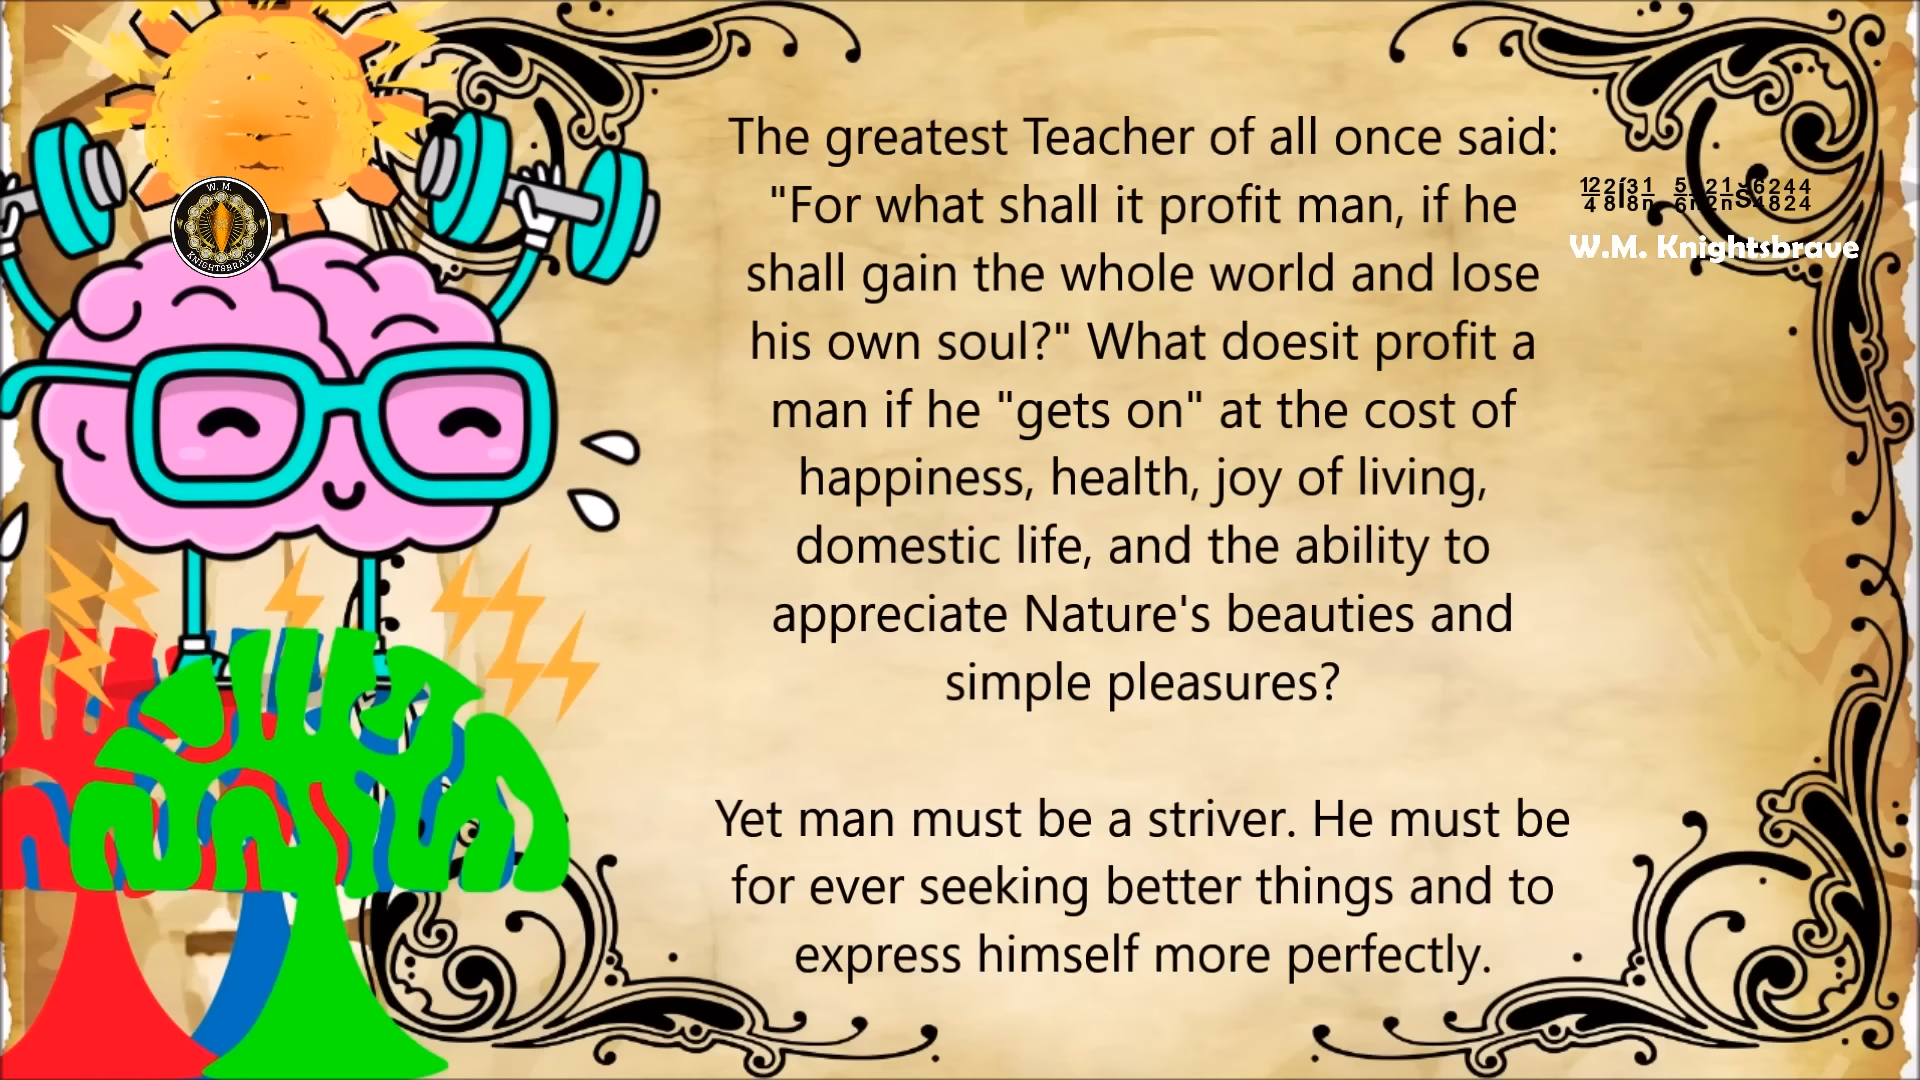 The greatest Teacher of all once said:
"For what shall it profit man, if he
shall gain the whole world and lose
his own soul?" What doesit profit a
man if he "gets on" at the cost of
happiness, health, joy of living,
domestic life, and the ability to
appreciate Nature's beauties and
simple pleasures?
Yet man must be a striver. He must be
for ever seeking better things and to
express himself more perfectly.
W.M. Knightsbrave
W. M.
KNIGHTSBRAVE